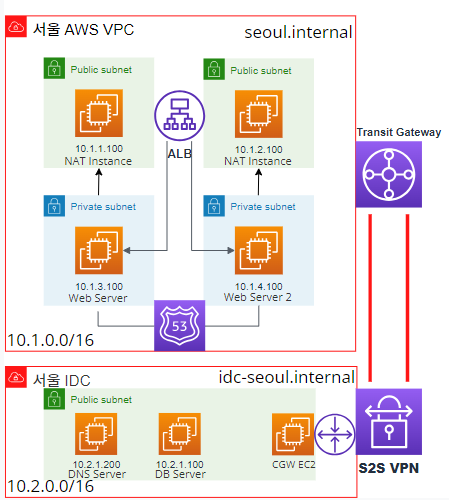 서울 AWS VPC
seoul.internal
Public subnet
10.1.1.100
NAT Instance
ALB
Public subnet
10.1.2.100
NAT Instance
Transit Gateway
Private subnet
10.1.3.100
Web Server
Private subnet
10.1.4.100
Web Server 2
53
10.1.0.0/16
서울 IDC
idc-seoul.internal
Public subnet
10.2.1.200
DNS Server
10.2.1.100
DB Server
CGW EC2
S2S VPN
10.2.0.0/16